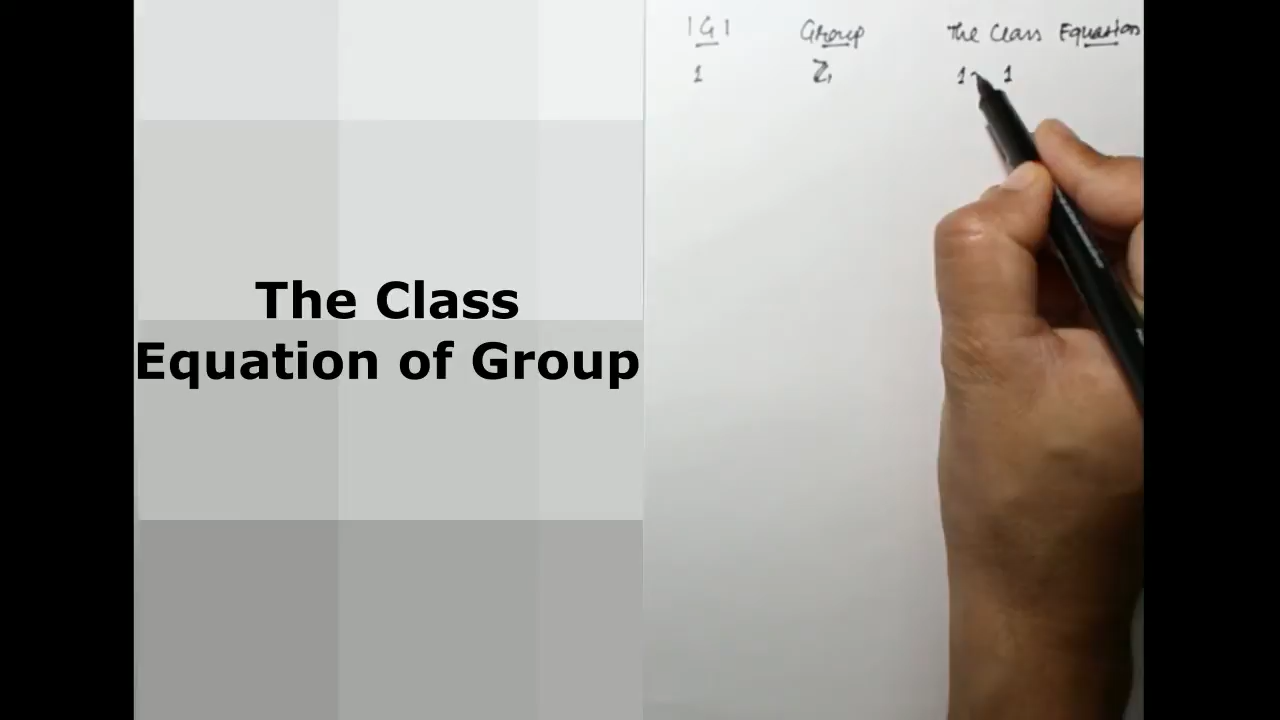 The Class
Equation of Group
|G| Group The Class Equation
1 Z₁ 1 1